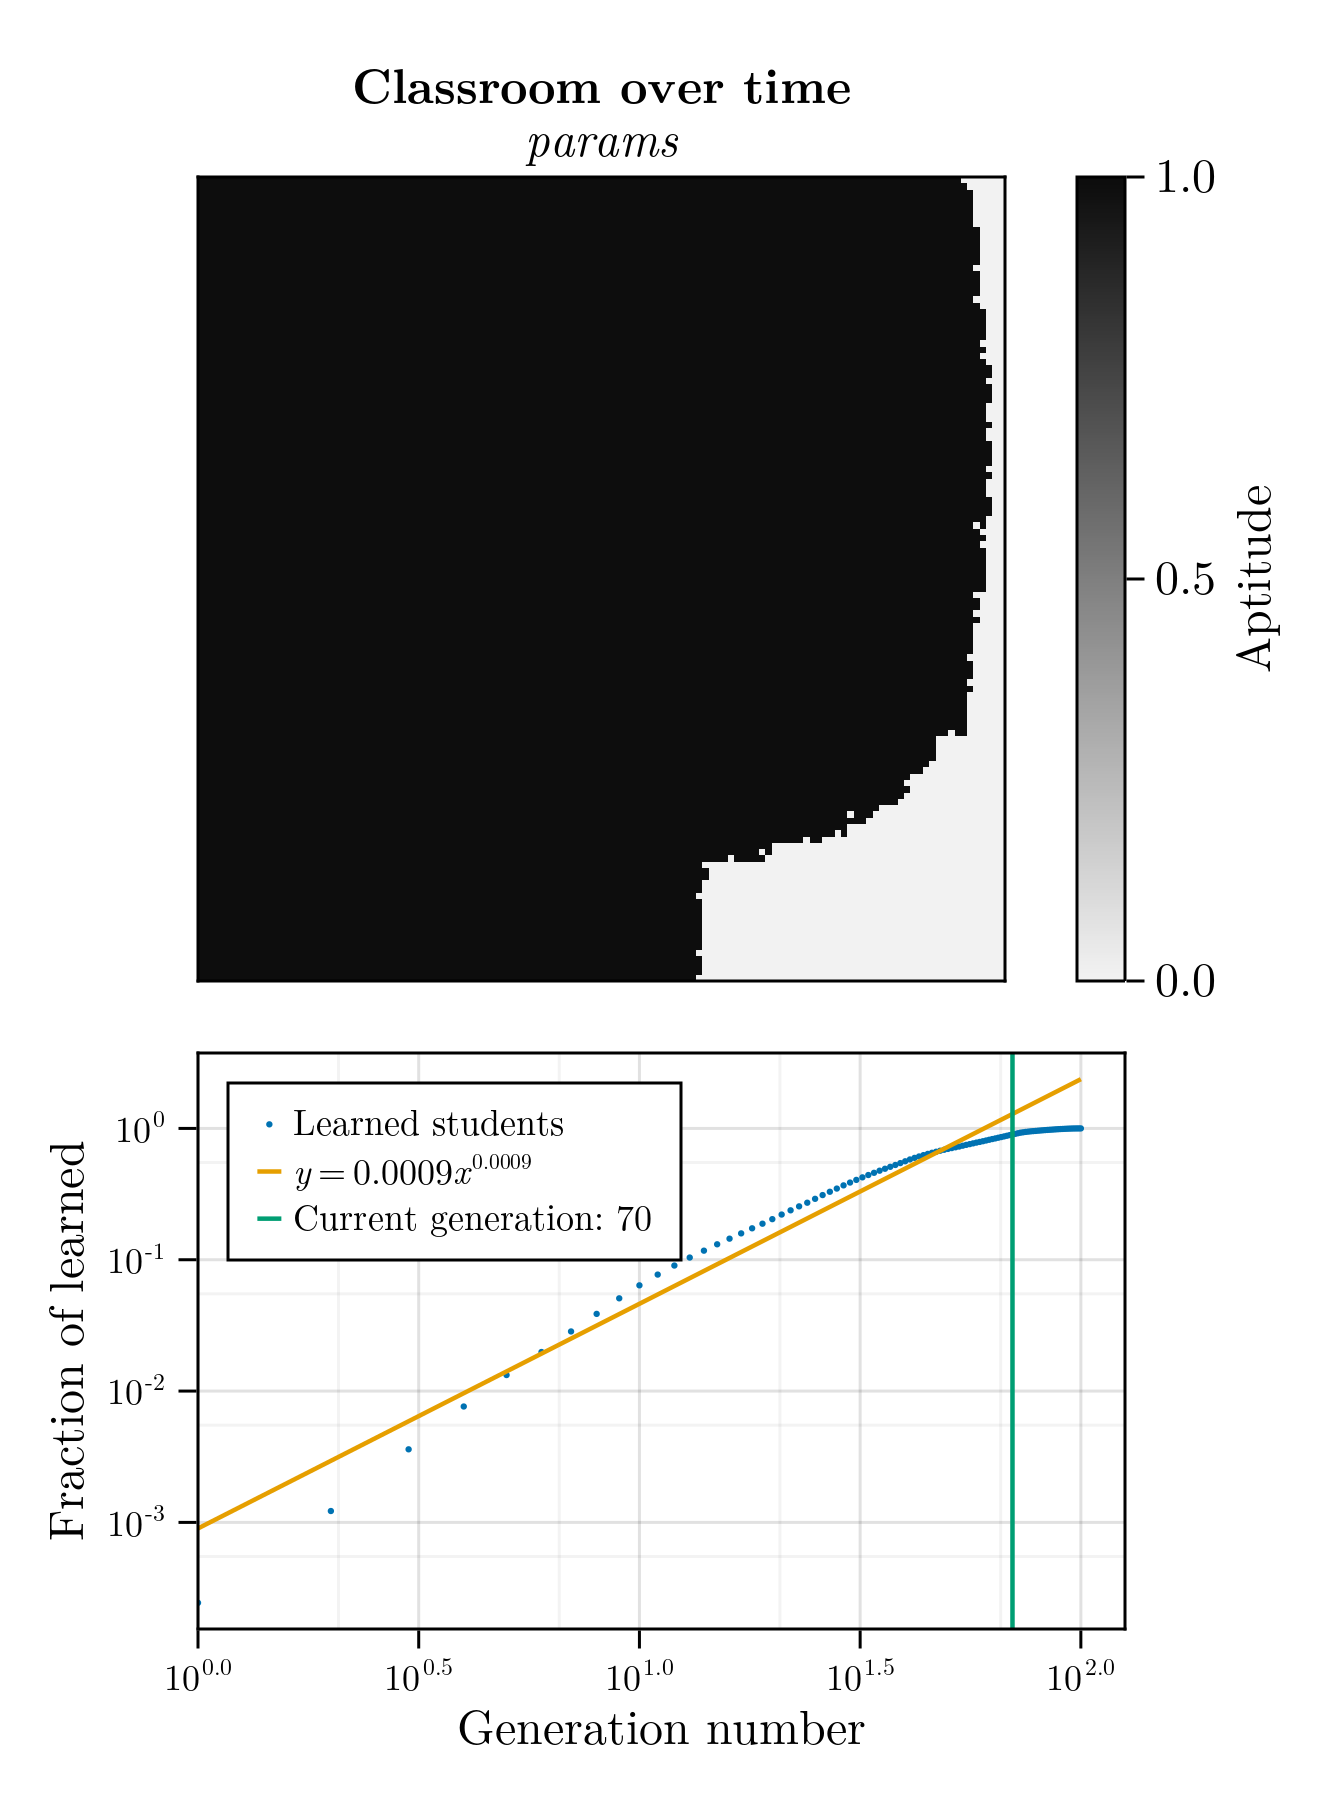 Classroom over time
params
1.0
0.5
0.0
Aptitude
Learned students
y = 0.0009x^0.0009
Current generation: 70
10^0
10^-1
10^-2
10^-3
Fraction of learned
10^0.0 10^0.5 10^1.0 10^1.5 10^2.0
Generation number